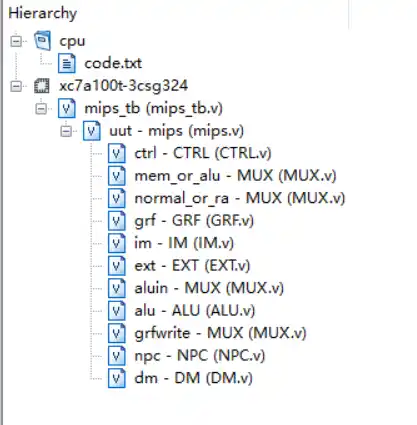 Hierarchy
cpu
code.txt
xc7a100t-3csg324
mips_tb (mips_tb.v)
uut - mips (mips.v)
ctrl - CTRL (CTRL.v)
mem_or_alu - MUX (MUX.v)
normal_or_ra - MUX (MUX.v)
grf - GRF (GRF.v)
im - IM (IM.v)
ext - EXT (EXT.v)
aluin - MUX (MUX.v)
alu - ALU (ALU.v)
grfwrite - MUX (MUX.v)
npc - NPC (NPC.v)
dm - DM (DM.v)